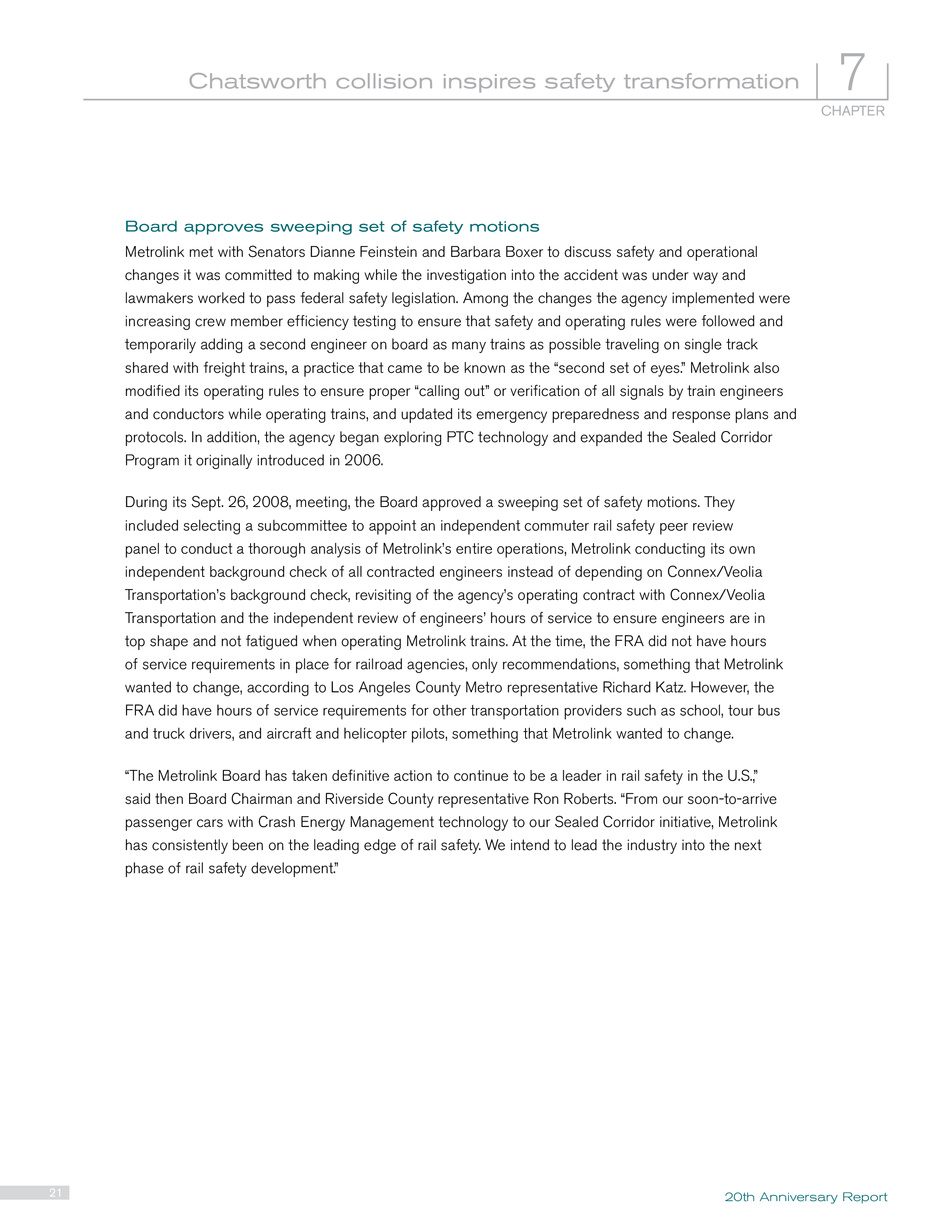 Chatsworth collision inspires safety transformation
7
CHAPTER
Board approves sweeping set of safety motions
Metrolink met with Senators Dianne Feinstein and Barbara Boxer to discuss safety and operational
changes it was committed to making while the investigation into the accident was under way and
lawmakers worked to pass federal safety legislation. Among the changes the agency implemented were
increasing crew member efficiency testing to ensure that safety and operating rules were followed and
temporarily adding a second engineer on board as many trains as possible traveling on single track
shared with freight trains, a practice that came to be known as the “second set of eyes.” Metrolink also
modified its operating rules to ensure proper “calling out” or verification of all signals by train engineers
and conductors while operating trains, and updated its emergency preparedness and response plans and
protocols. In addition, the agency began exploring PTC technology and expanded the Sealed Corridor
Program it originally introduced in 2006.
During its Sept. 26, 2008, meeting, the Board approved a sweeping set of safety motions. They
included selecting a subcommittee to appoint an independent commuter rail safety peer review
panel to conduct a thorough analysis of Metrolink’s entire operations, Metrolink conducting its own
independent background check of all contracted engineers instead of depending on Connex/Veolia
Transportation’s background check, revisiting of the agency’s operating contract with Connex/Veolia
Transportation and the independent review of engineers’ hours of service to ensure engineers are in
top shape and not fatigued when operating Metrolink trains. At the time, the FRA did not have hours
of service requirements in place for railroad agencies, only recommendations, something that Metrolink
wanted to change, according to Los Angeles County Metro representative Richard Katz. However, the
FRA did have hours of service requirements for other transportation providers such as school, tour bus
and truck drivers, and aircraft and helicopter pilots, something that Metrolink wanted to change.
“The Metrolink Board has taken definitive action to continue to be a leader in rail safety in the U.S.,”
said then Board Chairman and Riverside County representative Ron Roberts. “From our soon-to-arrive
passenger cars with Crash Energy Management technology to our Sealed Corridor initiative, Metrolink
has consistently been on the leading edge of rail safety. We intend to lead the industry into the next
phase of rail safety development.”
21
20th Anniversary Report